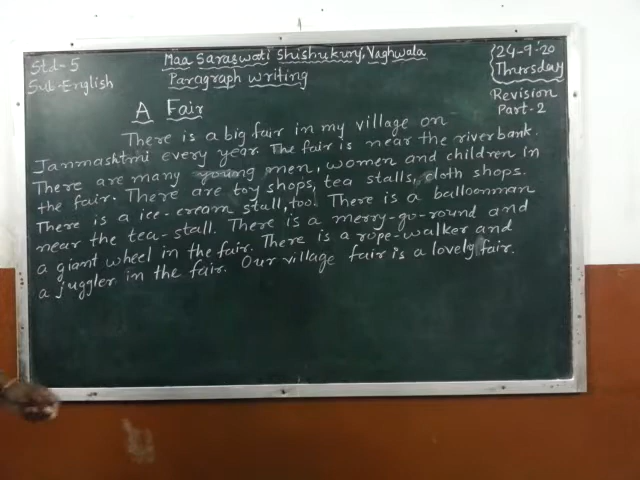 Std-5
Sub-English
Maa Saraswati Shishukunj, Vaghwala
Paragraph writing
24-9-20
Thursday
Revision
Part-2
A Fair
There is a big fair in my village on
Janmashtmi every year. The fair is near the river bank.
There are many young men, women and children in
the fair. There are toy shops, tea stalls, cloth shops.
There is a ice-cream stall, too. There is a balloonman
near the tea-stall. There is a merry-go-round and
a giant wheel in the fair. There is a rope-walker and
a juggler in the fair. Our village fair is a lovely fair.